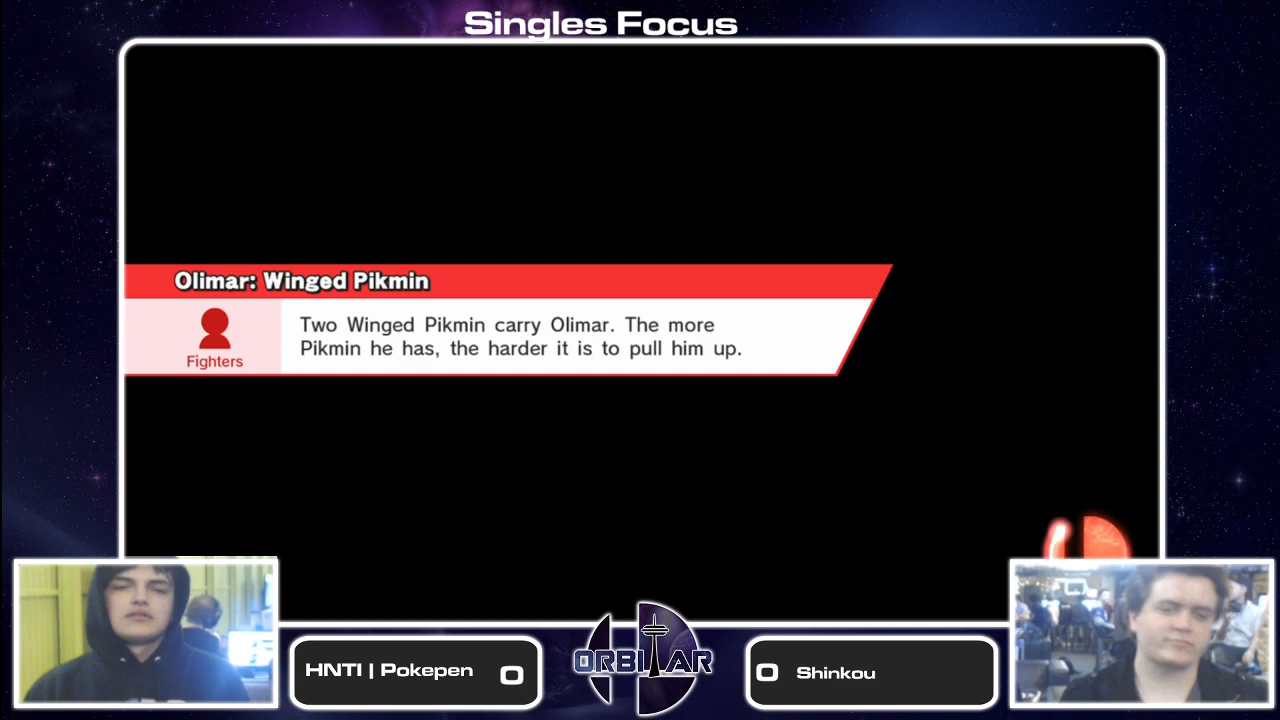 Singles Focus
Olimar: Winged Pikmin
Fighters
Two Winged Pikmin carry Olimar. The more
Pikmin he has, the harder it is to pull him up.
HNTI | Pokepen 0
ORBITAR
0 Shinkou